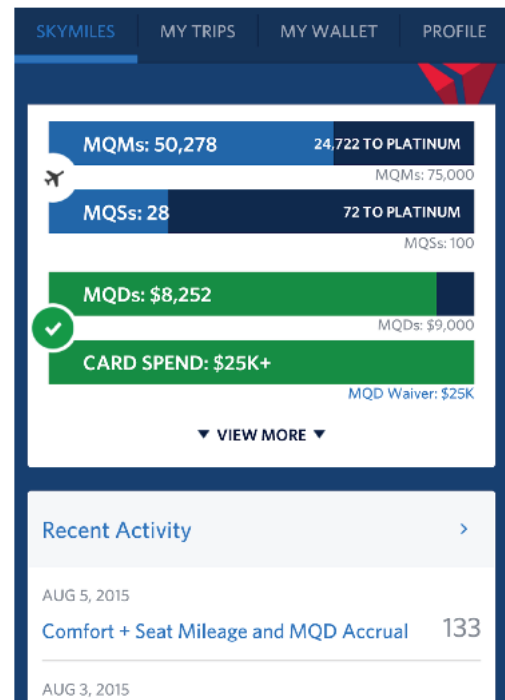 SKYMILES MY TRIPS MY WALLET PROFILE
MQMs: 50,278 24,722 TO PLATINUM
MQMs: 75,000
MQSs: 28 72 TO PLATINUM
MQSs: 100
MQDs: $8,252
MQDs: $9,000
CARD SPEND: $25K+
MQD Waiver: $25K
▼ VIEW MORE ▼
Recent Activity >
AUG 5, 2015
Comfort + Seat Mileage and MQD Accrual 133
AUG 3, 2015